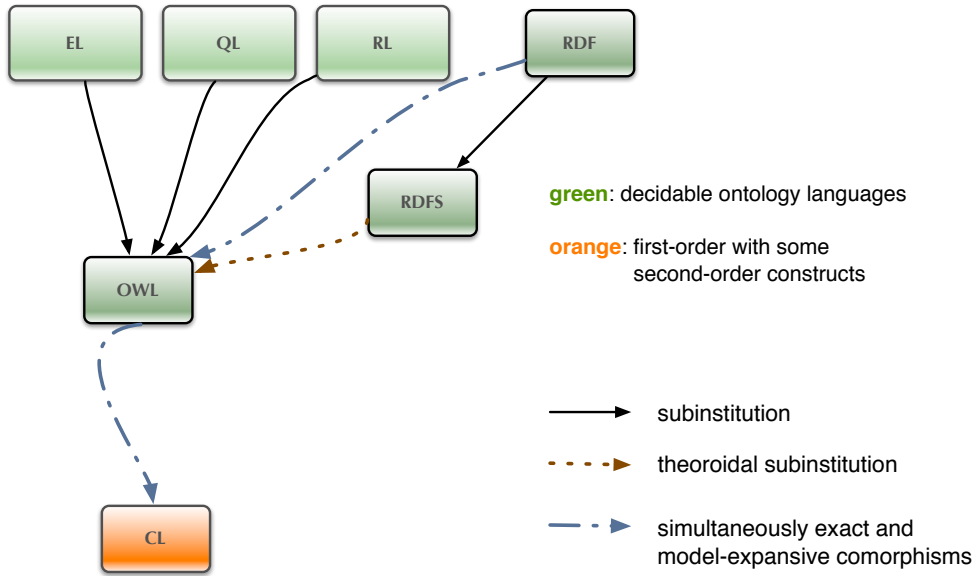 EL
QL
RL
RDF
RDFS
green: decidable ontology languages
orange: first-order with some
second-order constructs
OWL
subinstitution
theoroidal subinstitution
CL
simultaneously exact and
model-expansive comorphisms